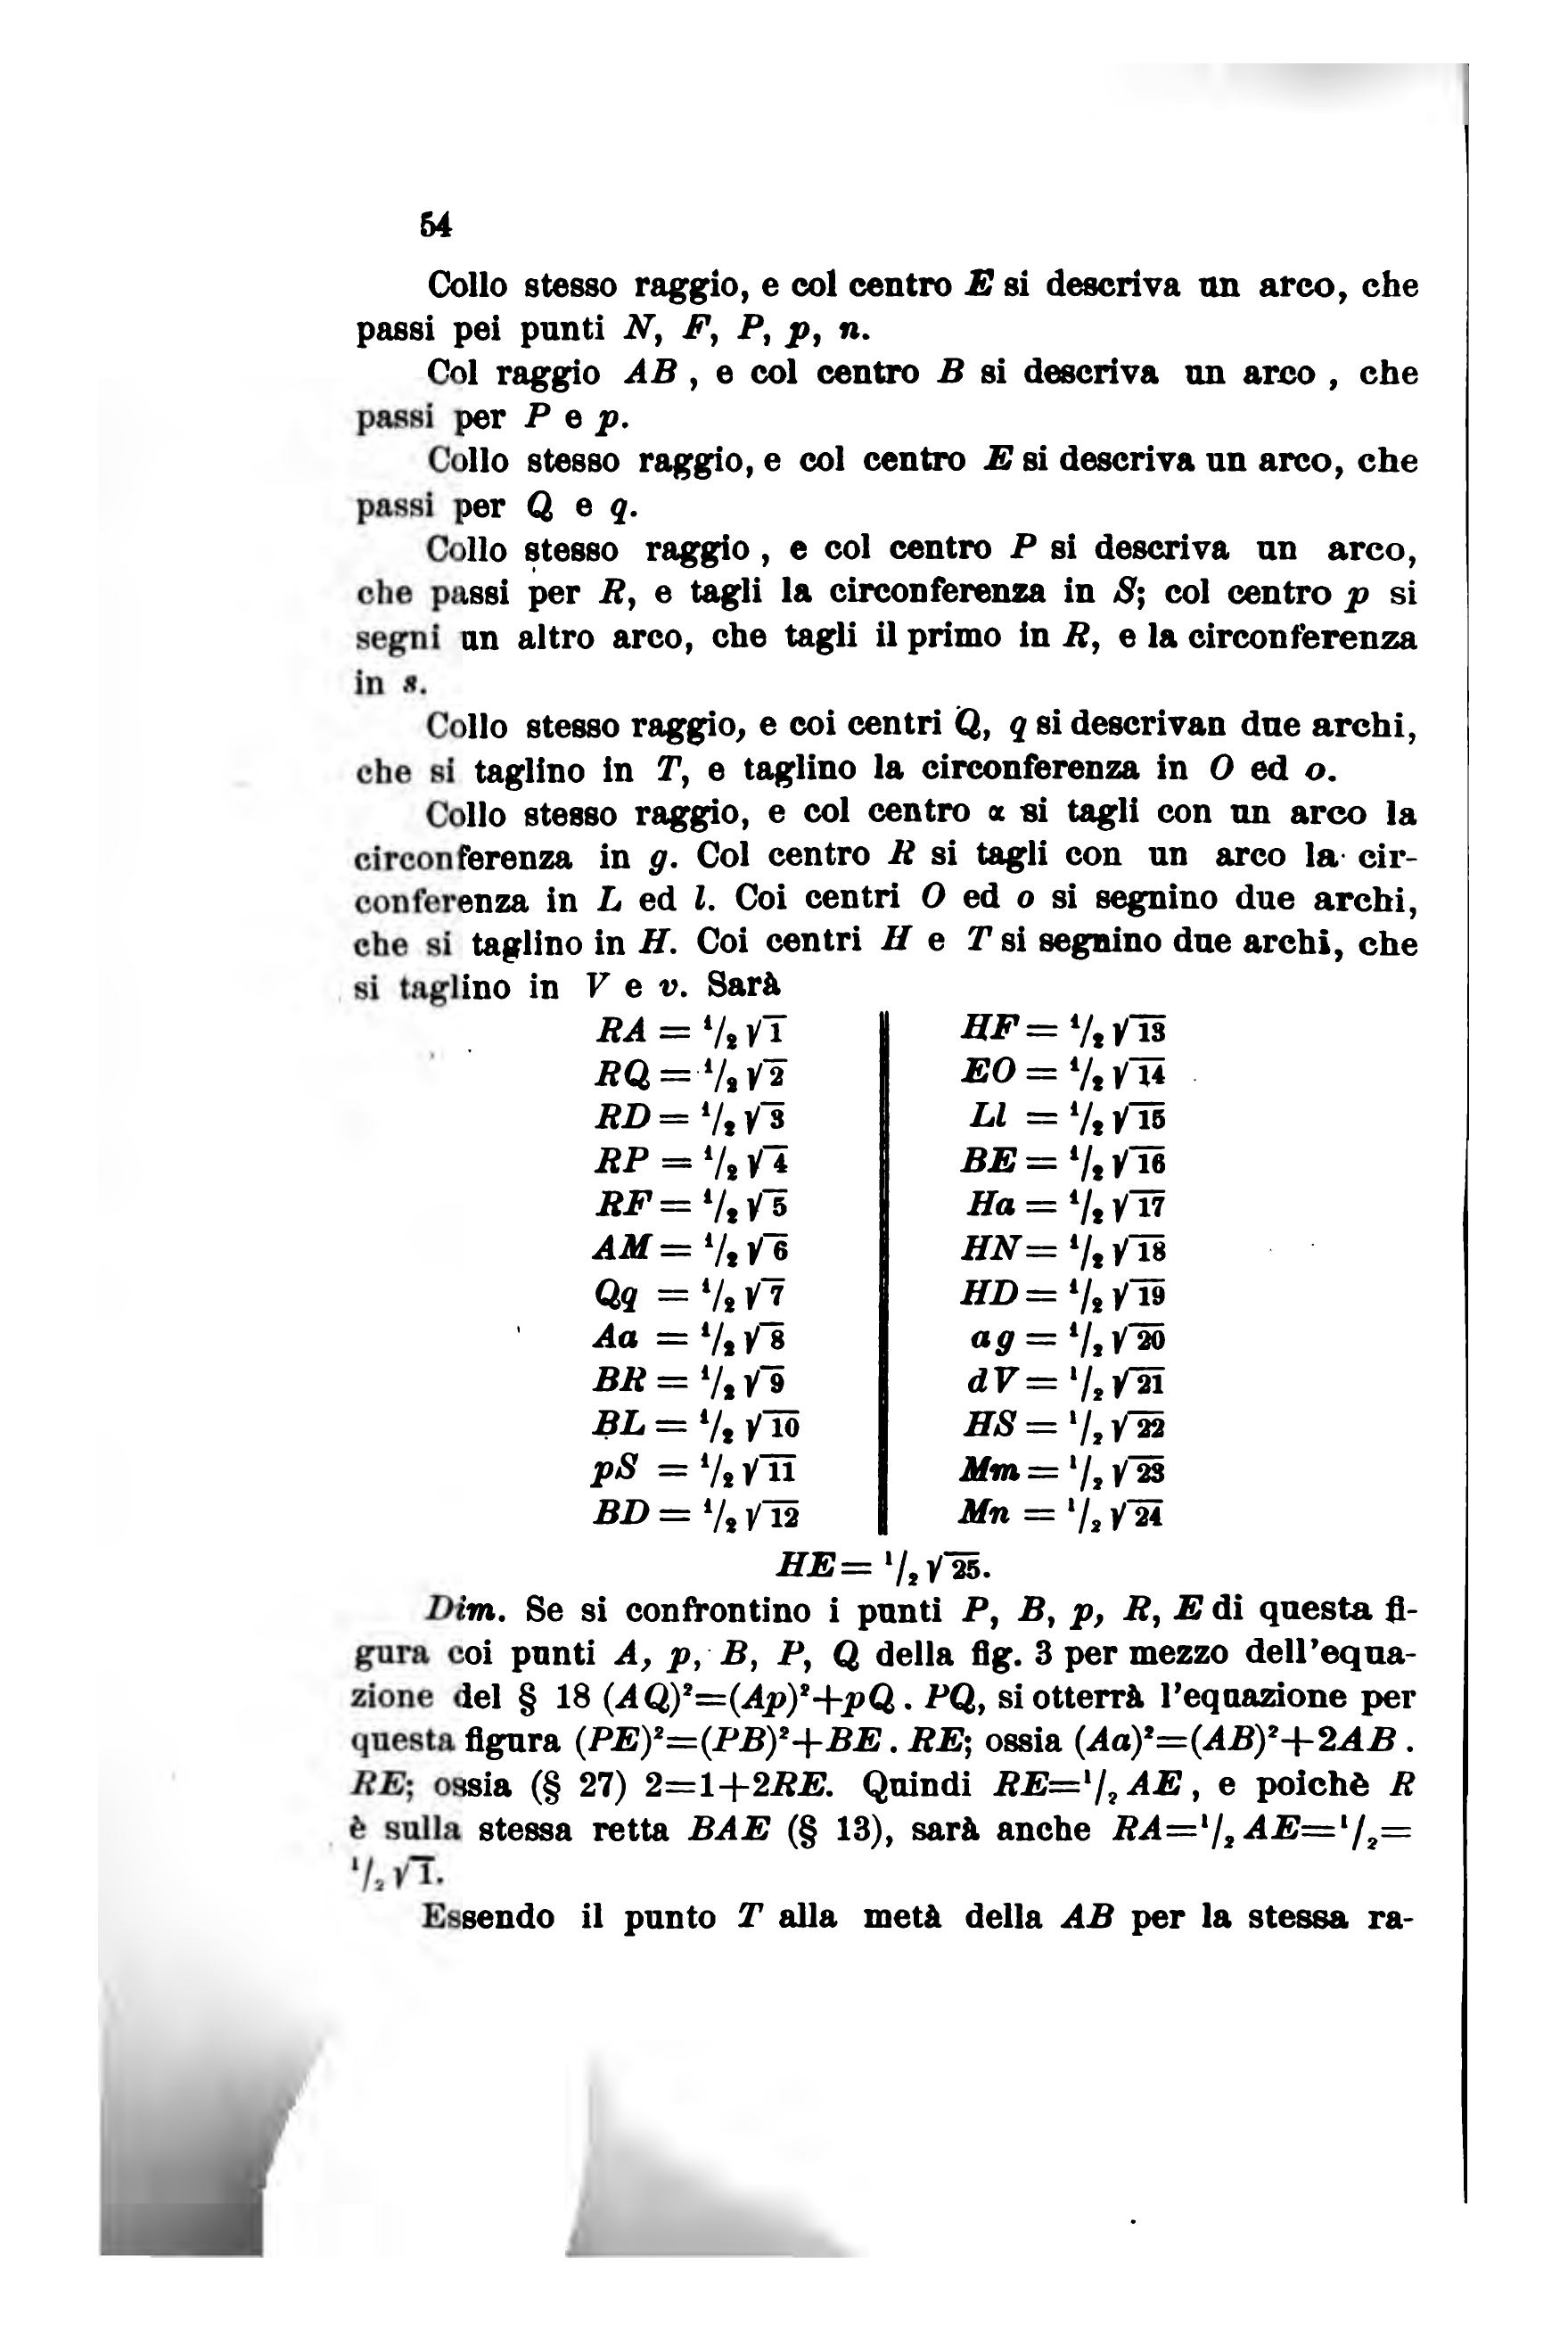 54
Collo stesso raggio, e col centro E si descriva un arco, che
passi pei punti N, F, P, p, n.
Col raggio AB , e col centro B si descriva un arco , che
passi per P e p.
Collo stesso raggio, e col centro E si descriva un arco, che
passi per Q e q.
Collo stesso raggio , e col centro P si descriva un arco,
che passi per R, e tagli la circonferenza in S; col centro p si
segni un altro arco, che tagli il primo in R, e la circonferenza
in s.
Collo stesso raggio, e coi centri Q, q si descrivan due archi,
che si taglino in T, e taglino la circonferenza in O ed o.
Collo stesso raggio, e col centro α si tagli con un arco la
circonferenza in g. Col centro R si tagli con un arco la cir-
conferenza in L ed l. Coi centri O ed o si segnino due archi,
che si taglino in H. Coi centri H e T si segnino due archi, che
si taglino in V e v. Sarà
RA = 1/2 √1
RQ = 1/2 √2
RD = 1/2 √3
RP = 1/2 √4
RF = 1/2 √5
AM = 1/2 √6
Qq = 1/2 √7
Aa = 1/2 √8
BR = 1/2 √9
BL = 1/2 √10
pS = 1/2 √11
BD = 1/2 √12
HF = 1/2 √13
EO = 1/2 √14
Ll = 1/2 √15
BE = 1/2 √16
Ha = 1/2 √17
HN = 1/2 √18
HD = 1/2 √19
ag = 1/2 √20
dV = 1/2 √21
HS = 1/2 √22
Mm = 1/2 √23
Mn = 1/2 √24
HE = 1/2 √25.
Dim. Se si confrontino i punti P, B, p, R, E di questa fi-
gura coi punti A, p, B, P, Q della fig. 3 per mezzo dell'equa-
zione del § 18 (AQ)²=(Ap)²+pQ . PQ, si otterrà l'equazione per
questa figura (PE)²=(PB)²+BE . RE; ossia (Aa)²=(AB)²+2AB .
RE; ossia (§ 27) 2=1+2RE. Quindi RE=1/2 AE , e poichè R
è sulla stessa retta BAE (§ 13), sarà anche RA=1/2 AE=1/2=
1/2 √1.
Essendo il punto T alla metà della AB per la stessa ra-